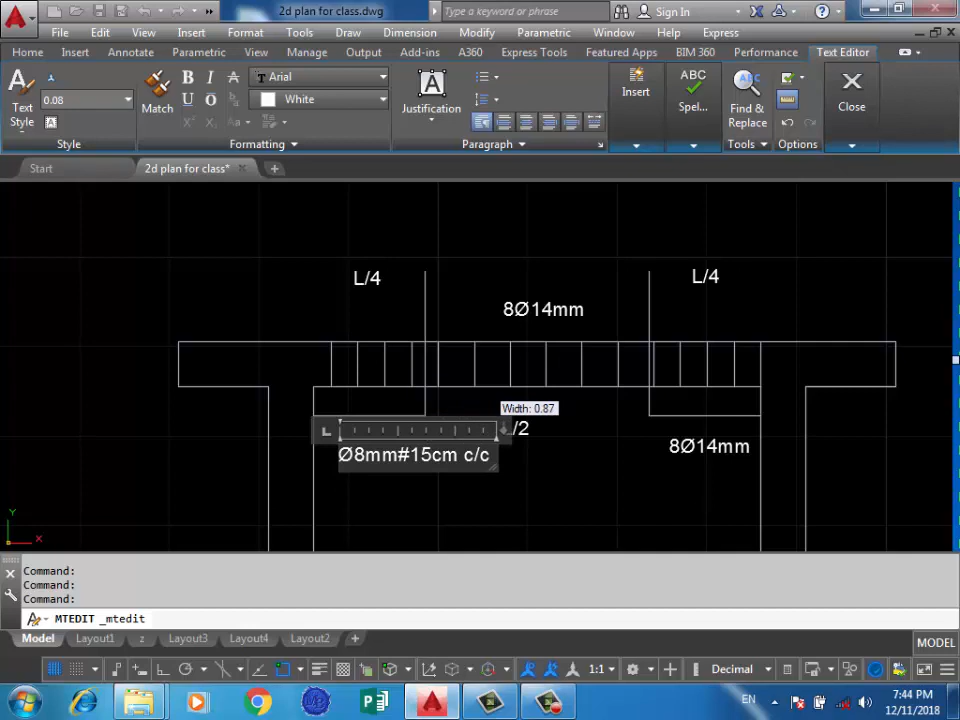 2d plan for class.dwg
Type a keyword or phrase
Sign In
File Edit View Insert Format Tools Draw Dimension Modify Parametric Window Help Express
Home Insert Annotate Parametric View Manage Output Add-ins A360 Express Tools Featured Apps BIM 360 Performance Text Editor
Text Style
0.08
Style
Match
B I A
U O
Arial
White
Formatting
Justification
Paragraph
Insert
ABC
Spel...
ABC
Find & Replace
Tools
Options
Close
Start
2d plan for class*
L/4
L/4
8Ø14mm
Width: 0.87
/2
Ø8mm#15cm c/c
8Ø14mm
Y
X
Command:
Command:
Command:
MTEDIT _mtedit
Model Layout1 z Layout3 Layout4 Layout2
MODEL
1:1
Decimal
EN
7:44 PM
12/11/2018